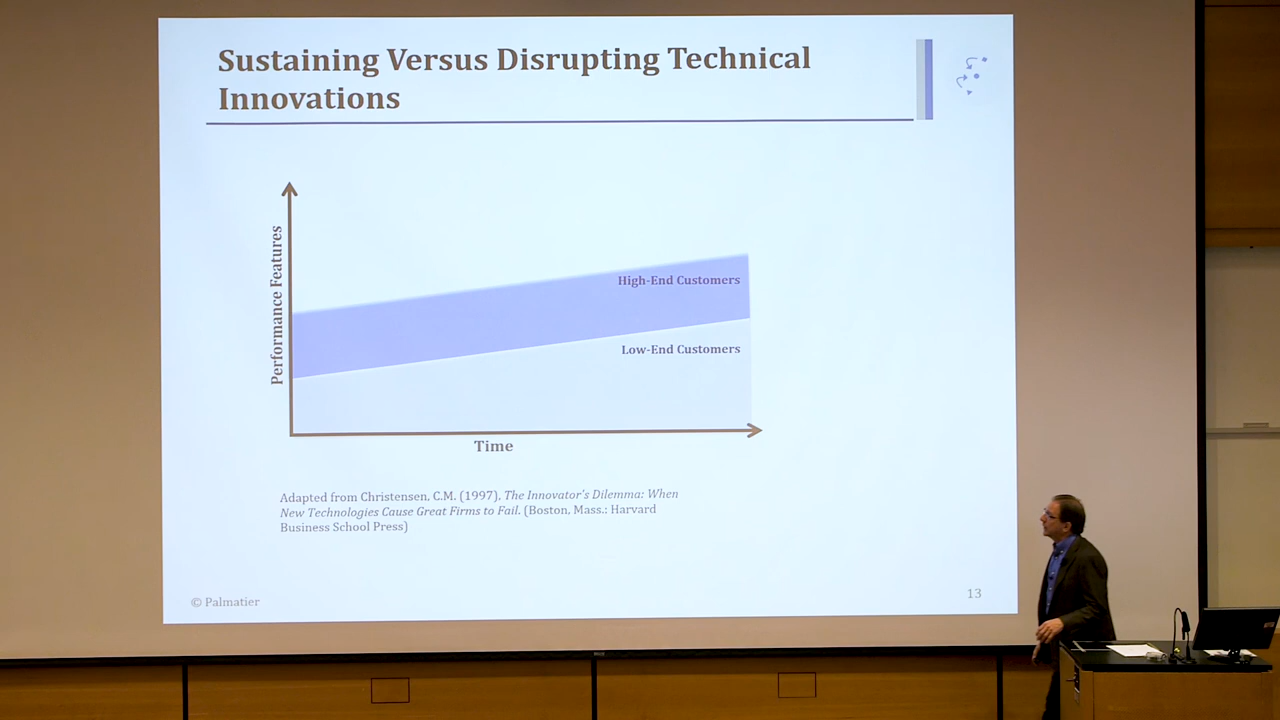 Sustaining Versus Disrupting Technical
Innovations
Performance Features
High-End Customers
Low-End Customers
Time
Adapted from Christensen, C.M. (1997), The Innovator's Dilemma: When
New Technologies Cause Great Firms to Fail. (Boston, Mass.: Harvard
Business School Press)
© Palmatier
13